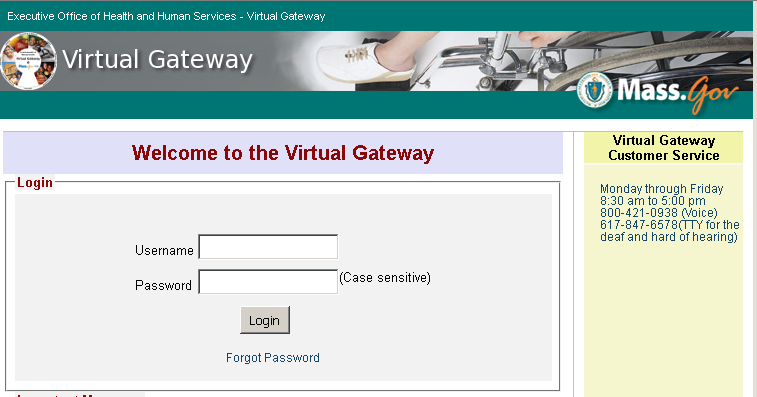 Executive Office of Health and Human Services - Virtual Gateway
Virtual Gateway
Mass.Gov
Welcome to the Virtual Gateway
Virtual Gateway
Customer Service
Login
Monday through Friday
8:30 am to 5:00 pm
800-421-0938 (Voice)
617-847-6578(TTY for the
deaf and hard of hearing)
Username
Password (Case sensitive)
Login
Forgot Password